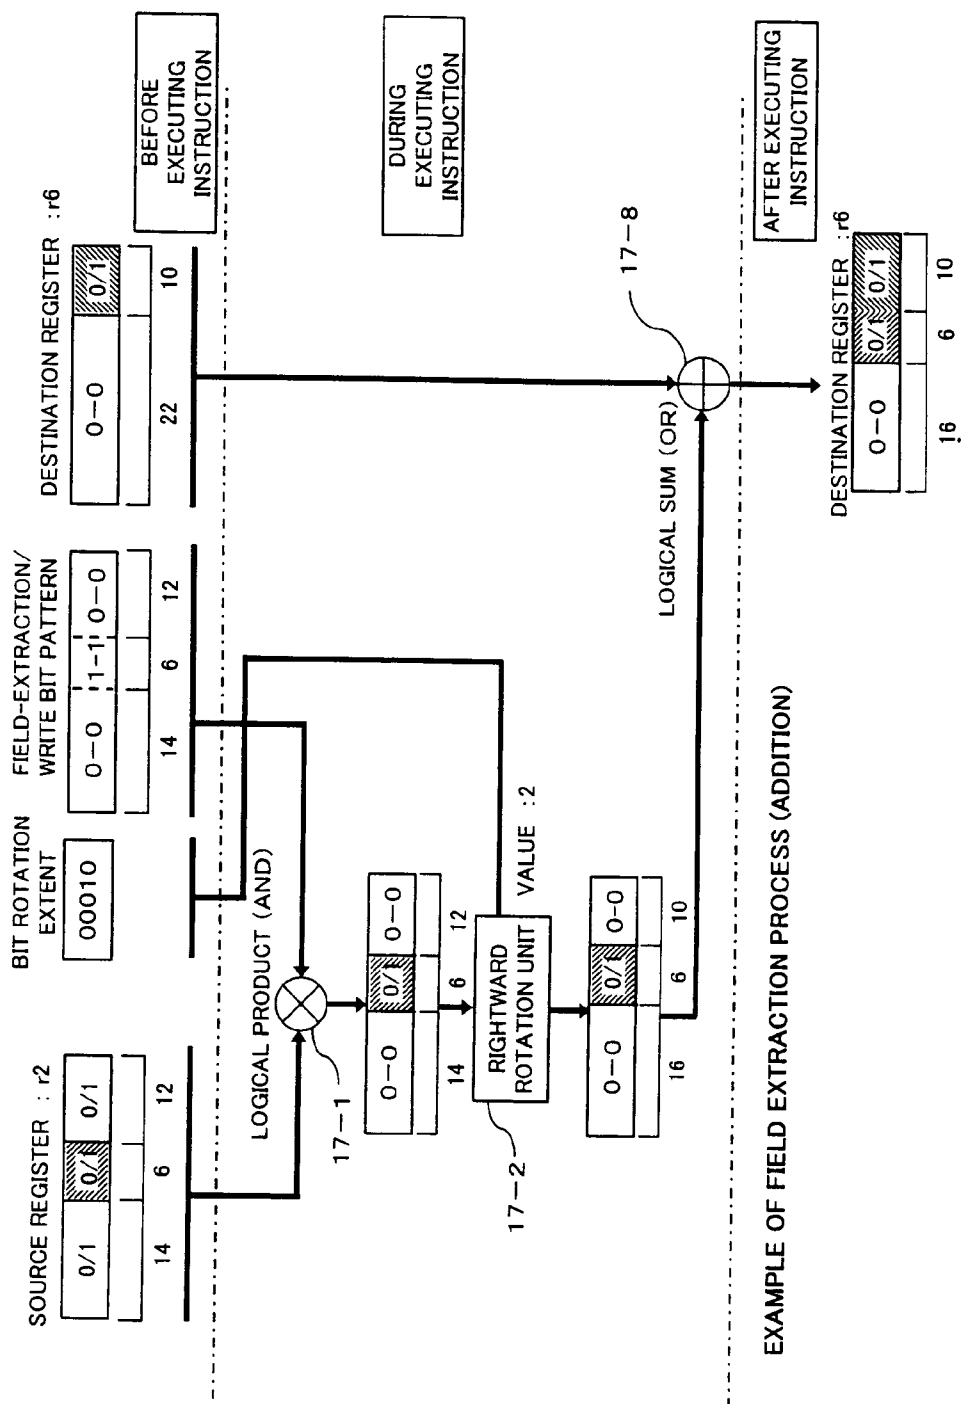 SOURCE REGISTER : r2
0/1 0/1 0/1
14 6 12
BIT ROTATION
EXTENT
00010
FIELD-EXTRACTION/
WRITE BIT PATTERN
0-0 1-1 0-0
14 6 12
DESTINATION REGISTER :r6
0-0 0/1
22 10
BEFORE
EXECUTING
INSTRUCTION
LOGICAL PRODUCT (AND)
17-1
0-0 0/1 0-0
14 6 12
RIGHTWARD
ROTATION UNIT
17-2
VALUE :2
0-0 0/1 0-0
16 6 10
DURING
EXECUTING
INSTRUCTION
LOGICAL SUM (OR)
17-8
AFTER EXECUTING
INSTRUCTION
DESTINATION REGISTER :r6
0-0 0/1 0/1
16 6 10
EXAMPLE OF FIELD EXTRACTION PROCESS (ADDITION)